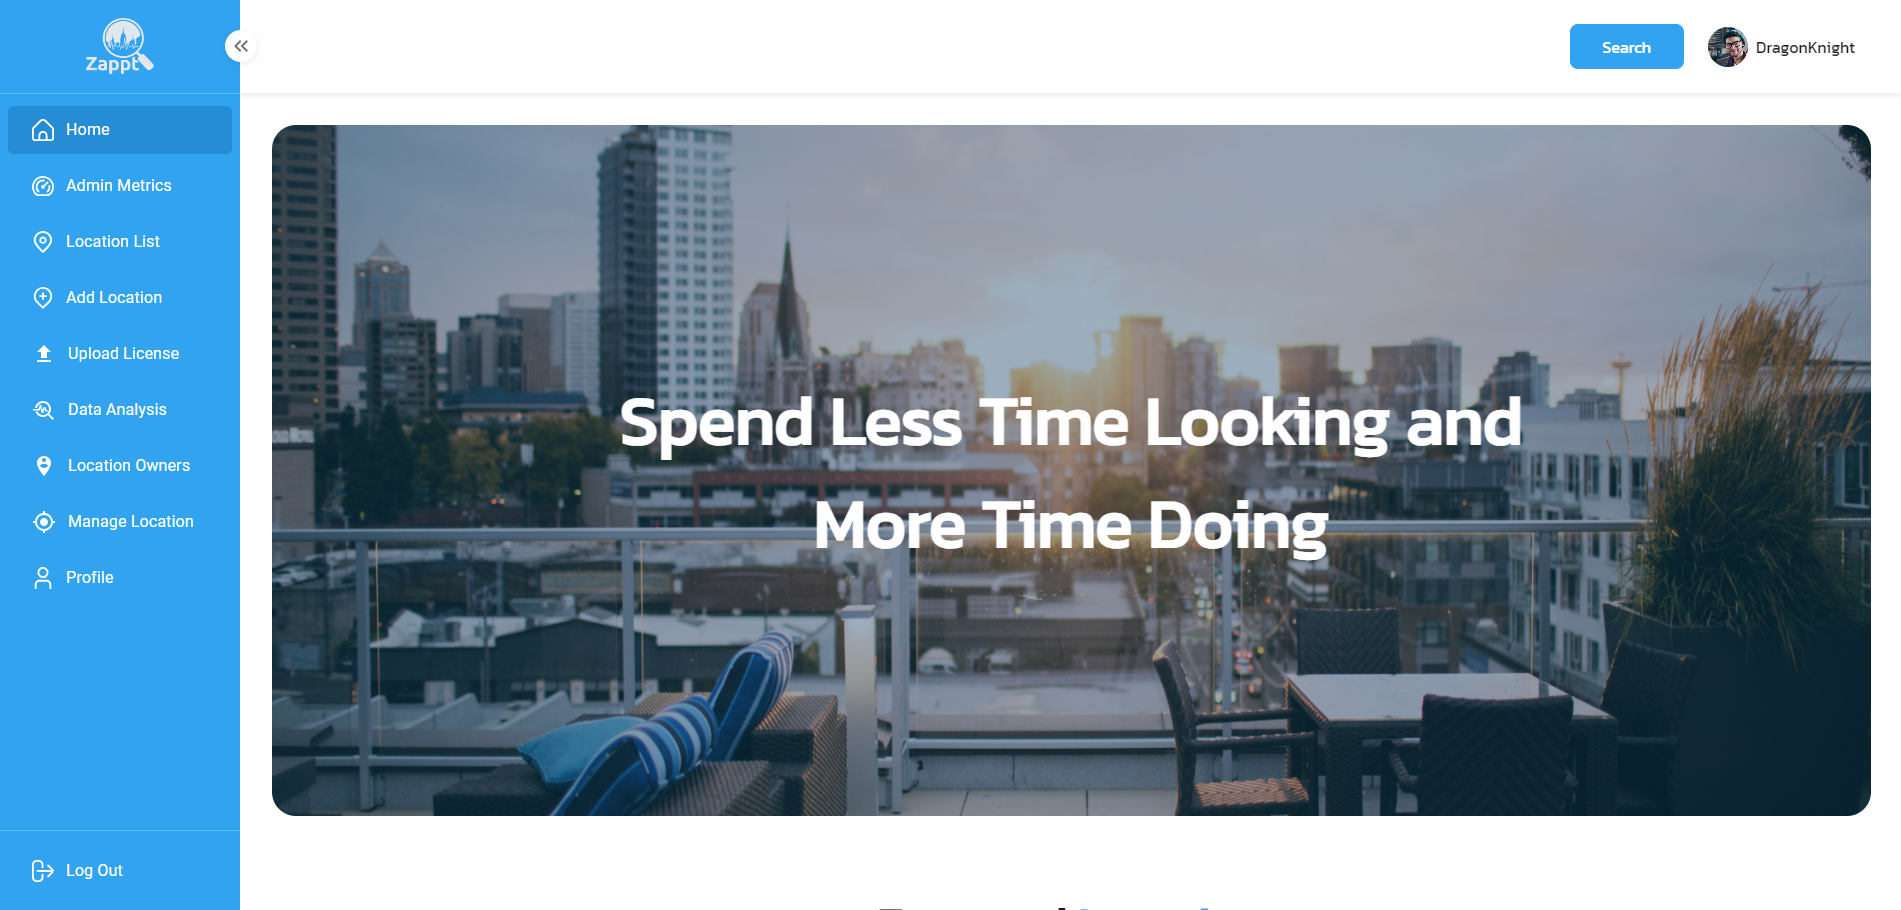 Zappt
Search
DragonKnight
Home
Admin Metrics
Location List
Add Location
Upload License
Data Analysis
Location Owners
Manage Location
Profile
Log Out
Spend Less Time Looking and
More Time Doing